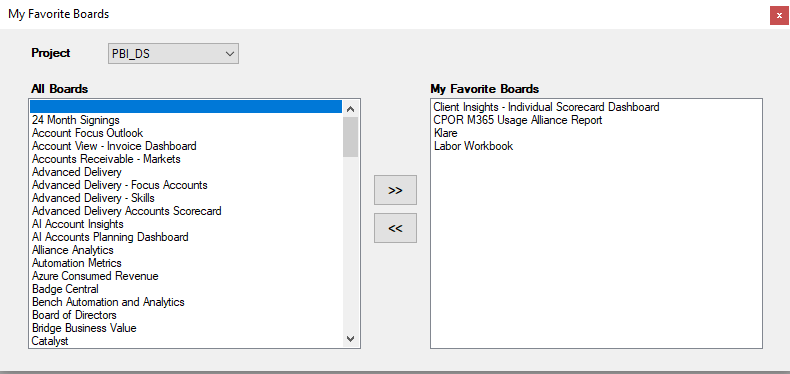 My Favorite Boards
x
Project
PBI_DS
All Boards
24 Month Signings
Account Focus Outlook
Account View - Invoice Dashboard
Accounts Receivable - Markets
Advanced Delivery
Advanced Delivery - Focus Accounts
Advanced Delivery - Skills
Advanced Delivery Accounts Scorecard
AI Account Insights
AI Accounts Planning Dashboard
Alliance Analytics
Automation Metrics
Azure Consumed Revenue
Badge Central
Bench Automation and Analytics
Board of Directors
Bridge Business Value
Catalyst
>>
<<
My Favorite Boards
Client Insights - Individual Scorecard Dashboard
CPOR M365 Usage Alliance Report
Klare
Labor Workbook